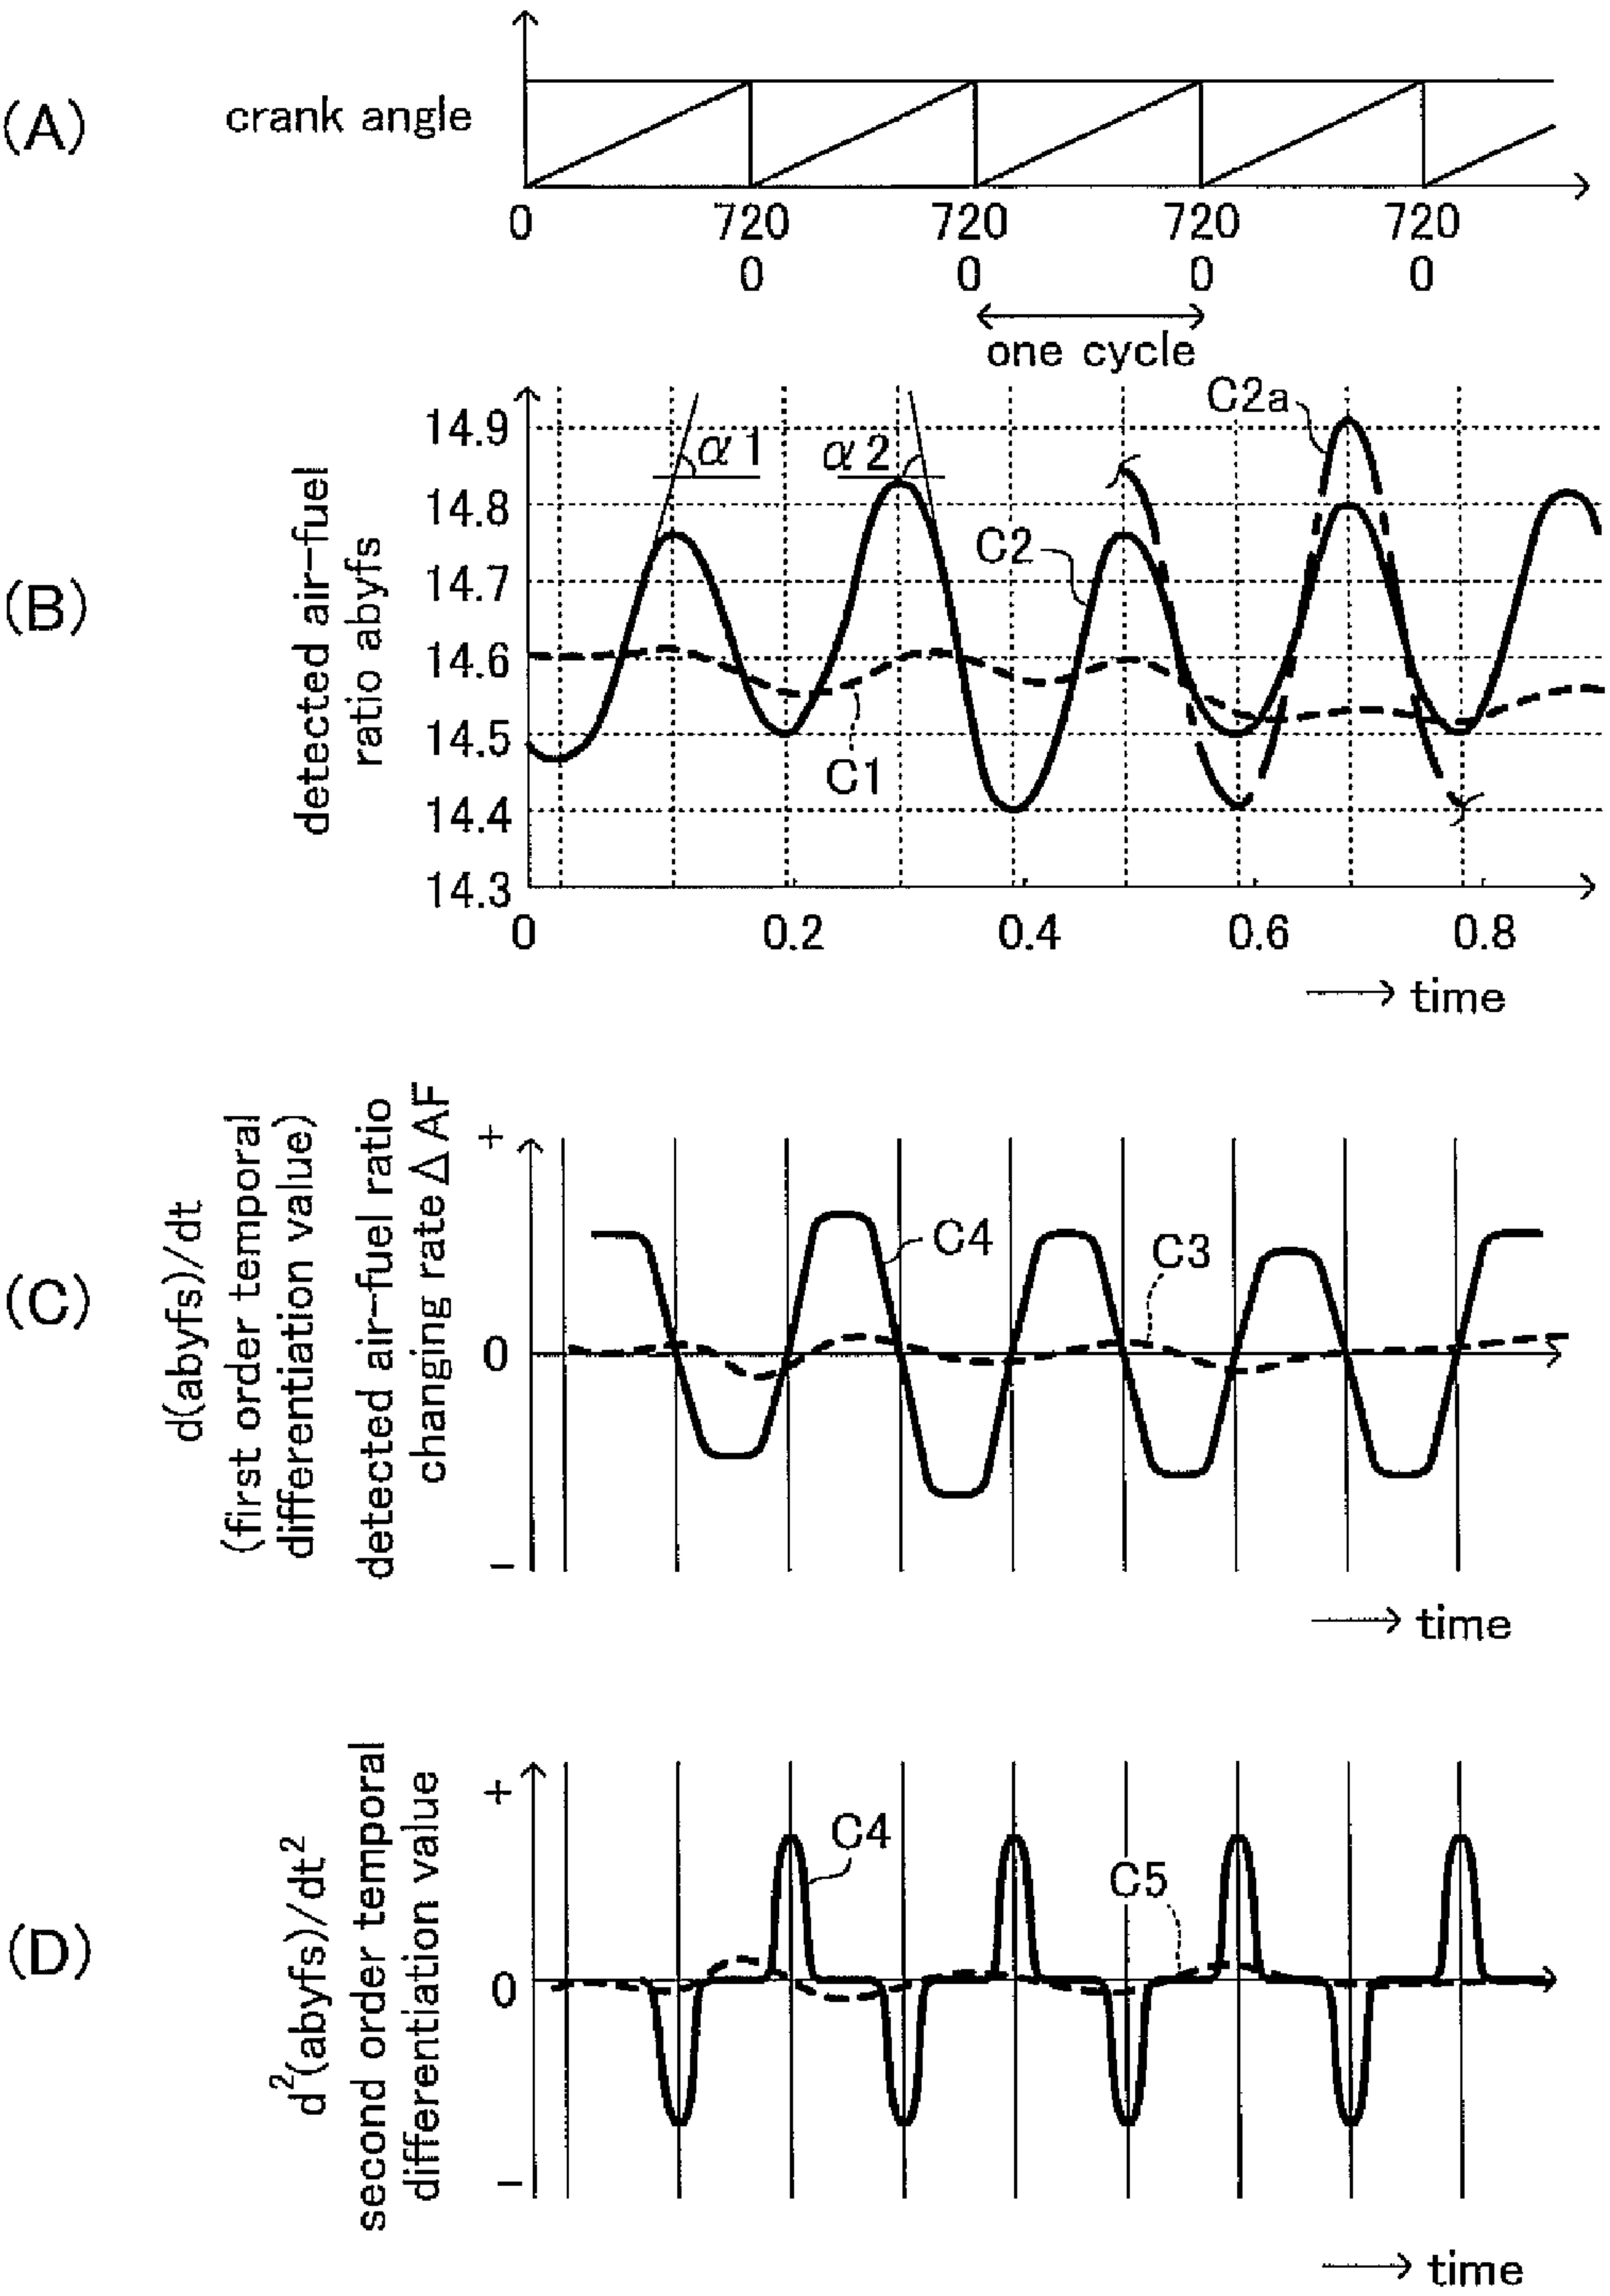 (A)
crank angle
0 720 720 720 720
0 0 0 0
one cycle
(B)
detected air-fuel
ratio abyfs
14.9
14.8
14.7
14.6
14.5
14.4
14.3
α1
α2
C2a
C2
C1
0 0.2 0.4 0.6 0.8
time
(C)
d(abyfs)/dt
(first order temporal
differentiation value)
detected air-fuel ratio
changing rate Δ AF
+
0
-
C4
C3
time
(D)
d²(abyfs)/dt²
second order temporal
differentiation value
+
0
-
C4
C5
time